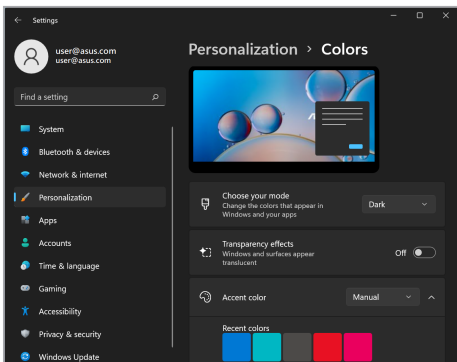 Settings
user@asus.com
user@asus.com
Find a setting
System
Bluetooth & devices
Network & internet
Personalization
Apps
Accounts
Time & language
Gaming
Accessibility
Privacy & security
Windows Update
Personalization > Colors
Choose your mode
Change the colors that appear in
Windows and your apps
Dark
Transparency effects
Windows and surfaces appear
translucent
Off
Accent color
Manual
Recent colors